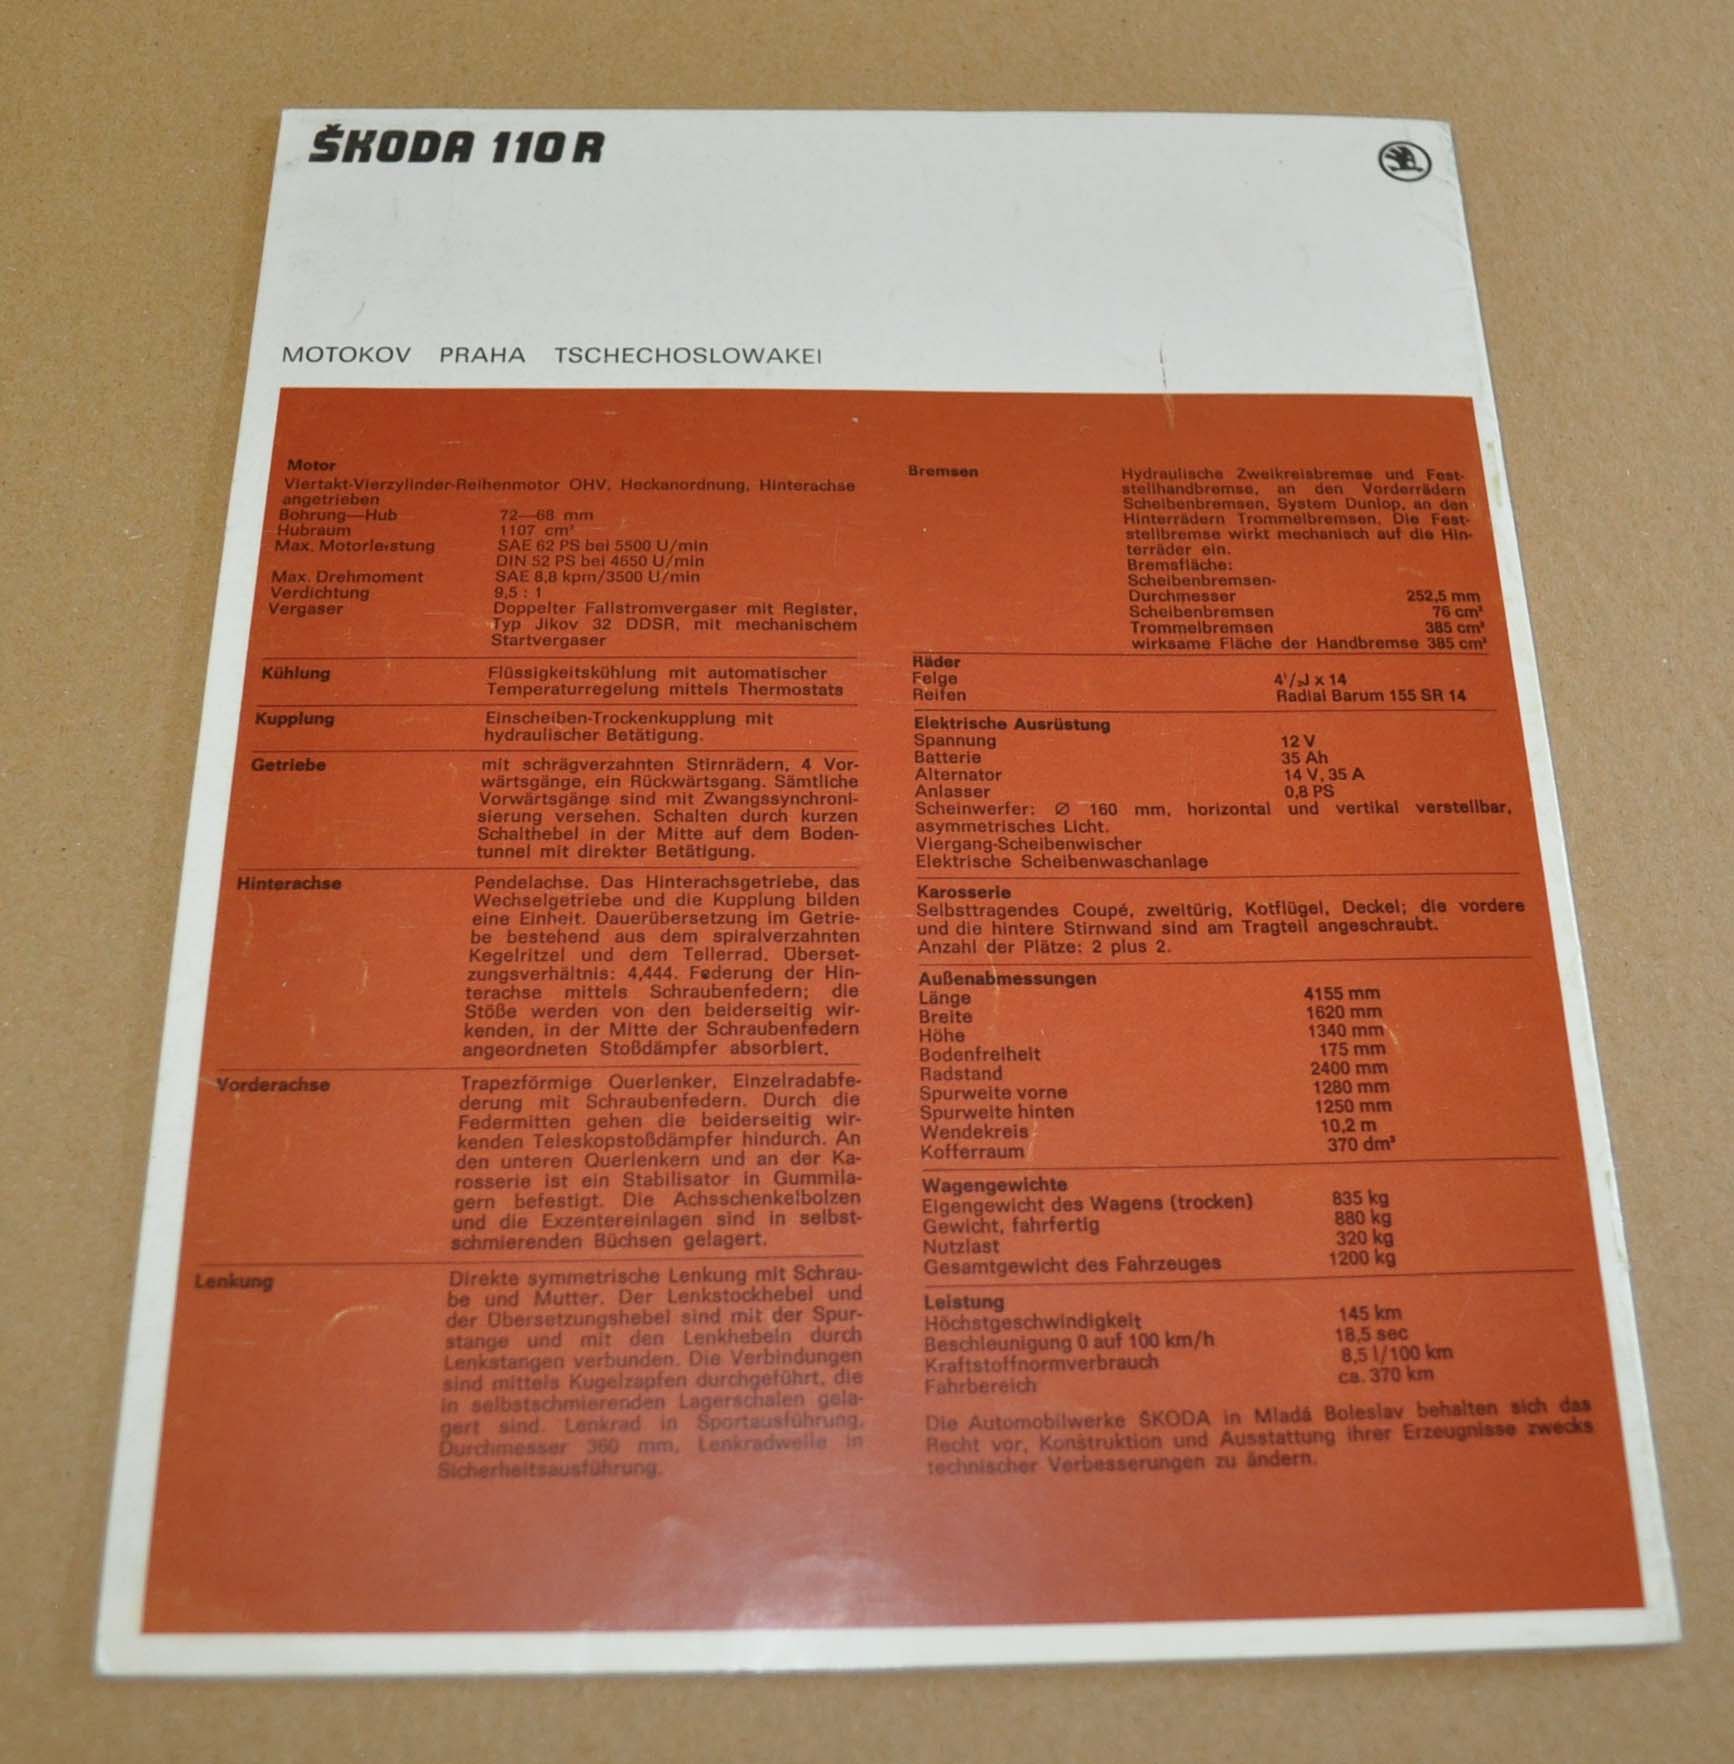 ŠKODA 110 R
MOTOKOV PRAHA TSCHECHOSLOWAKEI
Motor
Viertakt-Vierzylinder-Reihenmotor OHV, Heckanordnung, Hinterachse
angetrieben
Bohrung—Hub 72—68 mm
Hubraum 1107 cm³
Max. Motorleistung SAE 62 PS bei 5500 U/min
DIN 52 PS bei 4650 U/min
Max. Drehmoment SAE 8,8 kpm/3500 U/min
Verdichtung 9,5 : 1
Vergaser Doppelter Fallstromvergaser mit Register,
Typ Jikov 32 DDSR, mit mechanischem
Startvergaser
Kühlung Flüssigkeitskühlung mit automatischer
Temperaturregelung mittels Thermostats
Kupplung Einscheiben-Trockenkupplung mit
hydraulischer Betätigung.
Getriebe mit schrägverzahnten Stirnrädern, 4 Vor-
wärtsgänge, ein Rückwärtsgang. Sämtliche
Vorwärtsgänge sind mit Zwangssynchroni-
sierung versehen. Schalten durch kurzen
Schalthebel in der Mitte auf dem Boden-
tunnel mit direkter Betätigung.
Hinterachse Pendelachse. Das Hinterachsgetriebe, das
Wechselgetriebe und die Kupplung bilden
eine Einheit. Dauerübersetzung im Getrie-
be bestehend aus dem spiralverzahnten
Kegelritzel und dem Tellerrad. Überset-
zungsverhältnis: 4,444. Federung der Hin-
terachse mittels Schraubenfedern; die
Stöße werden von den beiderseitig wir-
kenden, in der Mitte der Schraubenfedern
angeordneten Stoßdämpfer absorbiert.
Vorderachse Trapezförmige Querlenker, Einzelradabfe-
derung mit Schraubenfedern. Durch die
Federmitten gehen die beiderseitig wir-
kenden Teleskopstoßdämpfer hindurch. An
den unteren Querlenkern und an der Ka-
rosserie ist ein Stabilisator in Gummila-
gern befestigt. Die Achsschenkelbolzen
und die Exzentereinlagen sind in selbst-
schmierenden Büchsen gelagert.
Lenkung Direkte symmetrische Lenkung mit Schrau-
be und Mutter. Der Lenkstockhebel und
der Übersetzungshebel sind mit der Spur-
stange und mit den Lenkhebeln durch
Lenkstangen verbunden. Die Verbindungen
sind mittels Kugelzapfen durchgeführt, die
in selbstschmierenden Lagerschalen gela-
gert sind. Lenkrad in Sportausführung,
Durchmesser 360 mm, Lenkradwelle in
Sicherheitsausführung.
Bremsen Hydraulische Zweikreisbremse und Fest-
stellhandbremse, an den Vorderrädern
Scheibenbremsen, System Dunlop, an den
Hinterrädern Trommelbremsen. Die Fest-
stellbremse wirkt mechanisch auf die Hin-
terräder ein.
Bremsfläche:
Scheibenbremsen-
Durchmesser 252,5 mm
Scheibenbremsen 76 cm²
Trommelbremsen 385 cm²
wirksame Fläche der Handbremse 385 cm²
Räder
Felge 4¹/₂J x 14
Reifen Radial Barum 155 SR 14
Elektrische Ausrüstung
Spannung 12 V
Batterie 35 Ah
Alternator 14 V, 35 A
Anlasser 0,8 PS
Scheinwerfer: Ø 160 mm, horizontal und vertikal verstellbar,
asymmetrisches Licht.
Viergang-Scheibenwischer
Elektrische Scheibenwaschanlage
Karosserie
Selbsttragendes Coupé, zweitürig, Kotflügel, Deckel; die vordere
und die hintere Stirnwand sind am Tragteil angeschraubt.
Anzahl der Plätze: 2 plus 2.
Außenabmessungen
Länge 4155 mm
Breite 1620 mm
Höhe 1340 mm
Bodenfreiheit 175 mm
Radstand 2400 mm
Spurweite vorne 1280 mm
Spurweite hinten 1250 mm
Wendekreis 10,2 m
Kofferraum 370 dm³
Wagengewichte
Eigengewicht des Wagens (trocken) 835 kg
Gewicht, fahrfertig 880 kg
Nutzlast 320 kg
Gesamtgewicht des Fahrzeuges 1200 kg
Leistung
Höchstgeschwindigkeit 145 km
Beschleunigung 0 auf 100 km/h 18,5 sec
Kraftstoffnormverbrauch 8,5 l/100 km
Fahrbereich ca. 370 km
Die Automobilwerke ŠKODA in Mladá Boleslav behalten sich das
Recht vor, Konstruktion und Ausstattung ihrer Erzeugnisse zwecks
technischer Verbesserungen zu ändern.